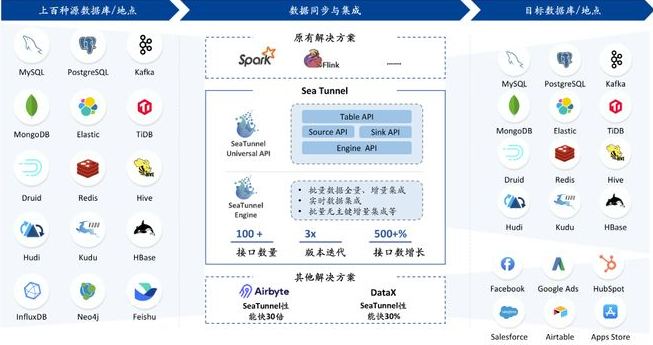 上百种源数据库/地点
数据同步与集成
目标数据库/地点
MySQL
PostgreSQL
Kafka
MongoDB
Elastic
TiDB
Druid
Redis
Hive
Hudi
Kudu
HBase
InfluxDB
Neo4j
Feishu
原有解决方案
Spark
Flink
......
Sea Tunnel
SeaTunnel
Universal API
Table API
Source API
Sink API
Engine API
SeaTunnel
Engine
• 批量数据全量、增量集成
• 实时数据集成
• 批量无主键增量集成等
100 +
接口数量
3x
版本迭代
500+%
接口数增长
其他解决方案
Airbyte
SeaTunnel性
能快30倍
DataX
SeaTunnel性
能快30%
MySQL
PostgreSQL
Kafka
MongoDB
Elastic
TiDB
Druid
Redis
Hive
Hudi
Kudu
HBase
Facebook
Google Ads
HubSpot
Salesforce
Airtable
Apps Store